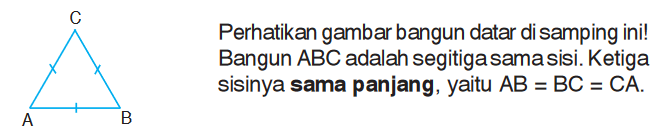 C
A
B
Perhatikan gambar bangun datar di samping ini!
Bangun ABC adalah segitiga sama sisi. Ketiga
sisinya sama panjang, yaitu AB = BC = CA.